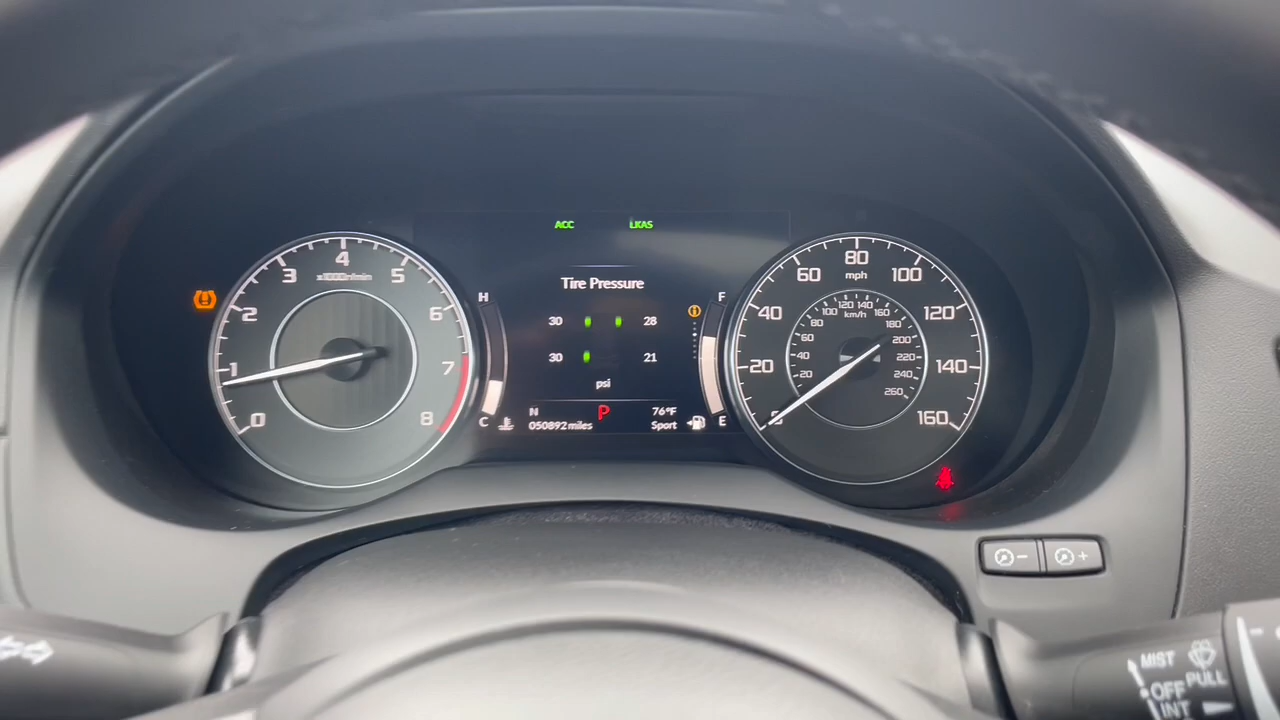 ACC LKAS
Tire Pressure
30 28
30 21
psi
N P 76°F
050892 miles Sport
H
C
F
E
0 1 2 3 4 5 6 7 8
x1000r/min
0 20 40 60 80 100 120 140 160
mph
20 40 60 80 100 120 140 160 180 200 220 240 260
km/h
- +
MIST
OFF PULL
INT